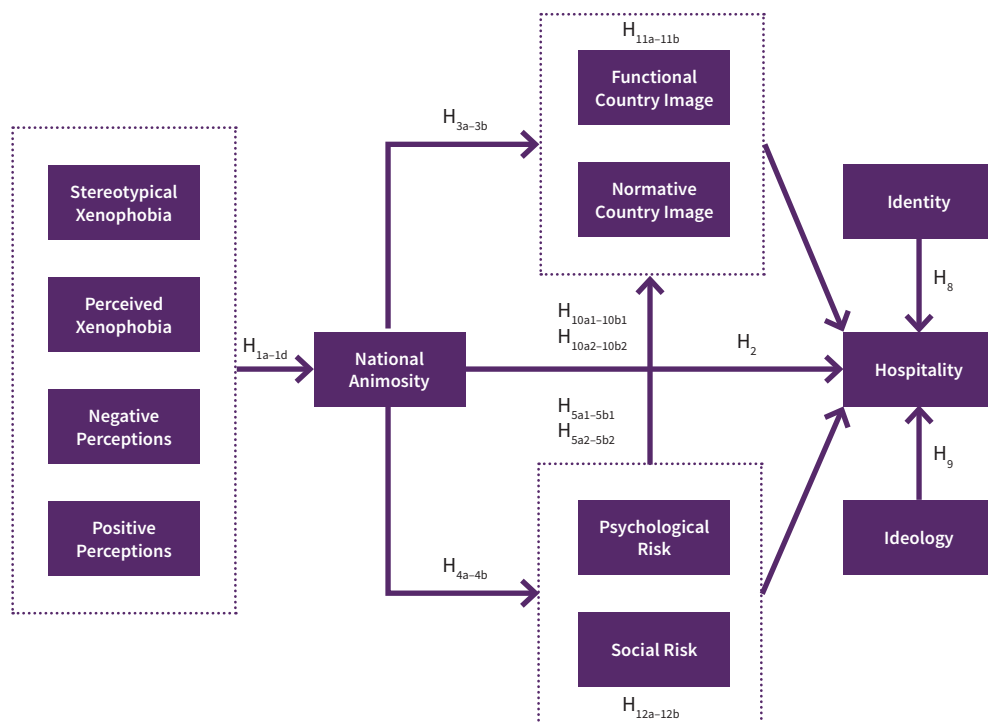 H11a–11b
Functional
Country Image
Normative
Country Image
H3a–3b
Stereotypical
Xenophobia
Perceived
Xenophobia
Negative
Perceptions
Positive
Perceptions
H1a–1d
National
Animosity
H10a1–10b1
H10a2–10b2
H2
H5a1–5b1
H5a2–5b2
H4a–4b
Psychological
Risk
Social Risk
H12a–12b
Identity
H8
Hospitality
H9
Ideology